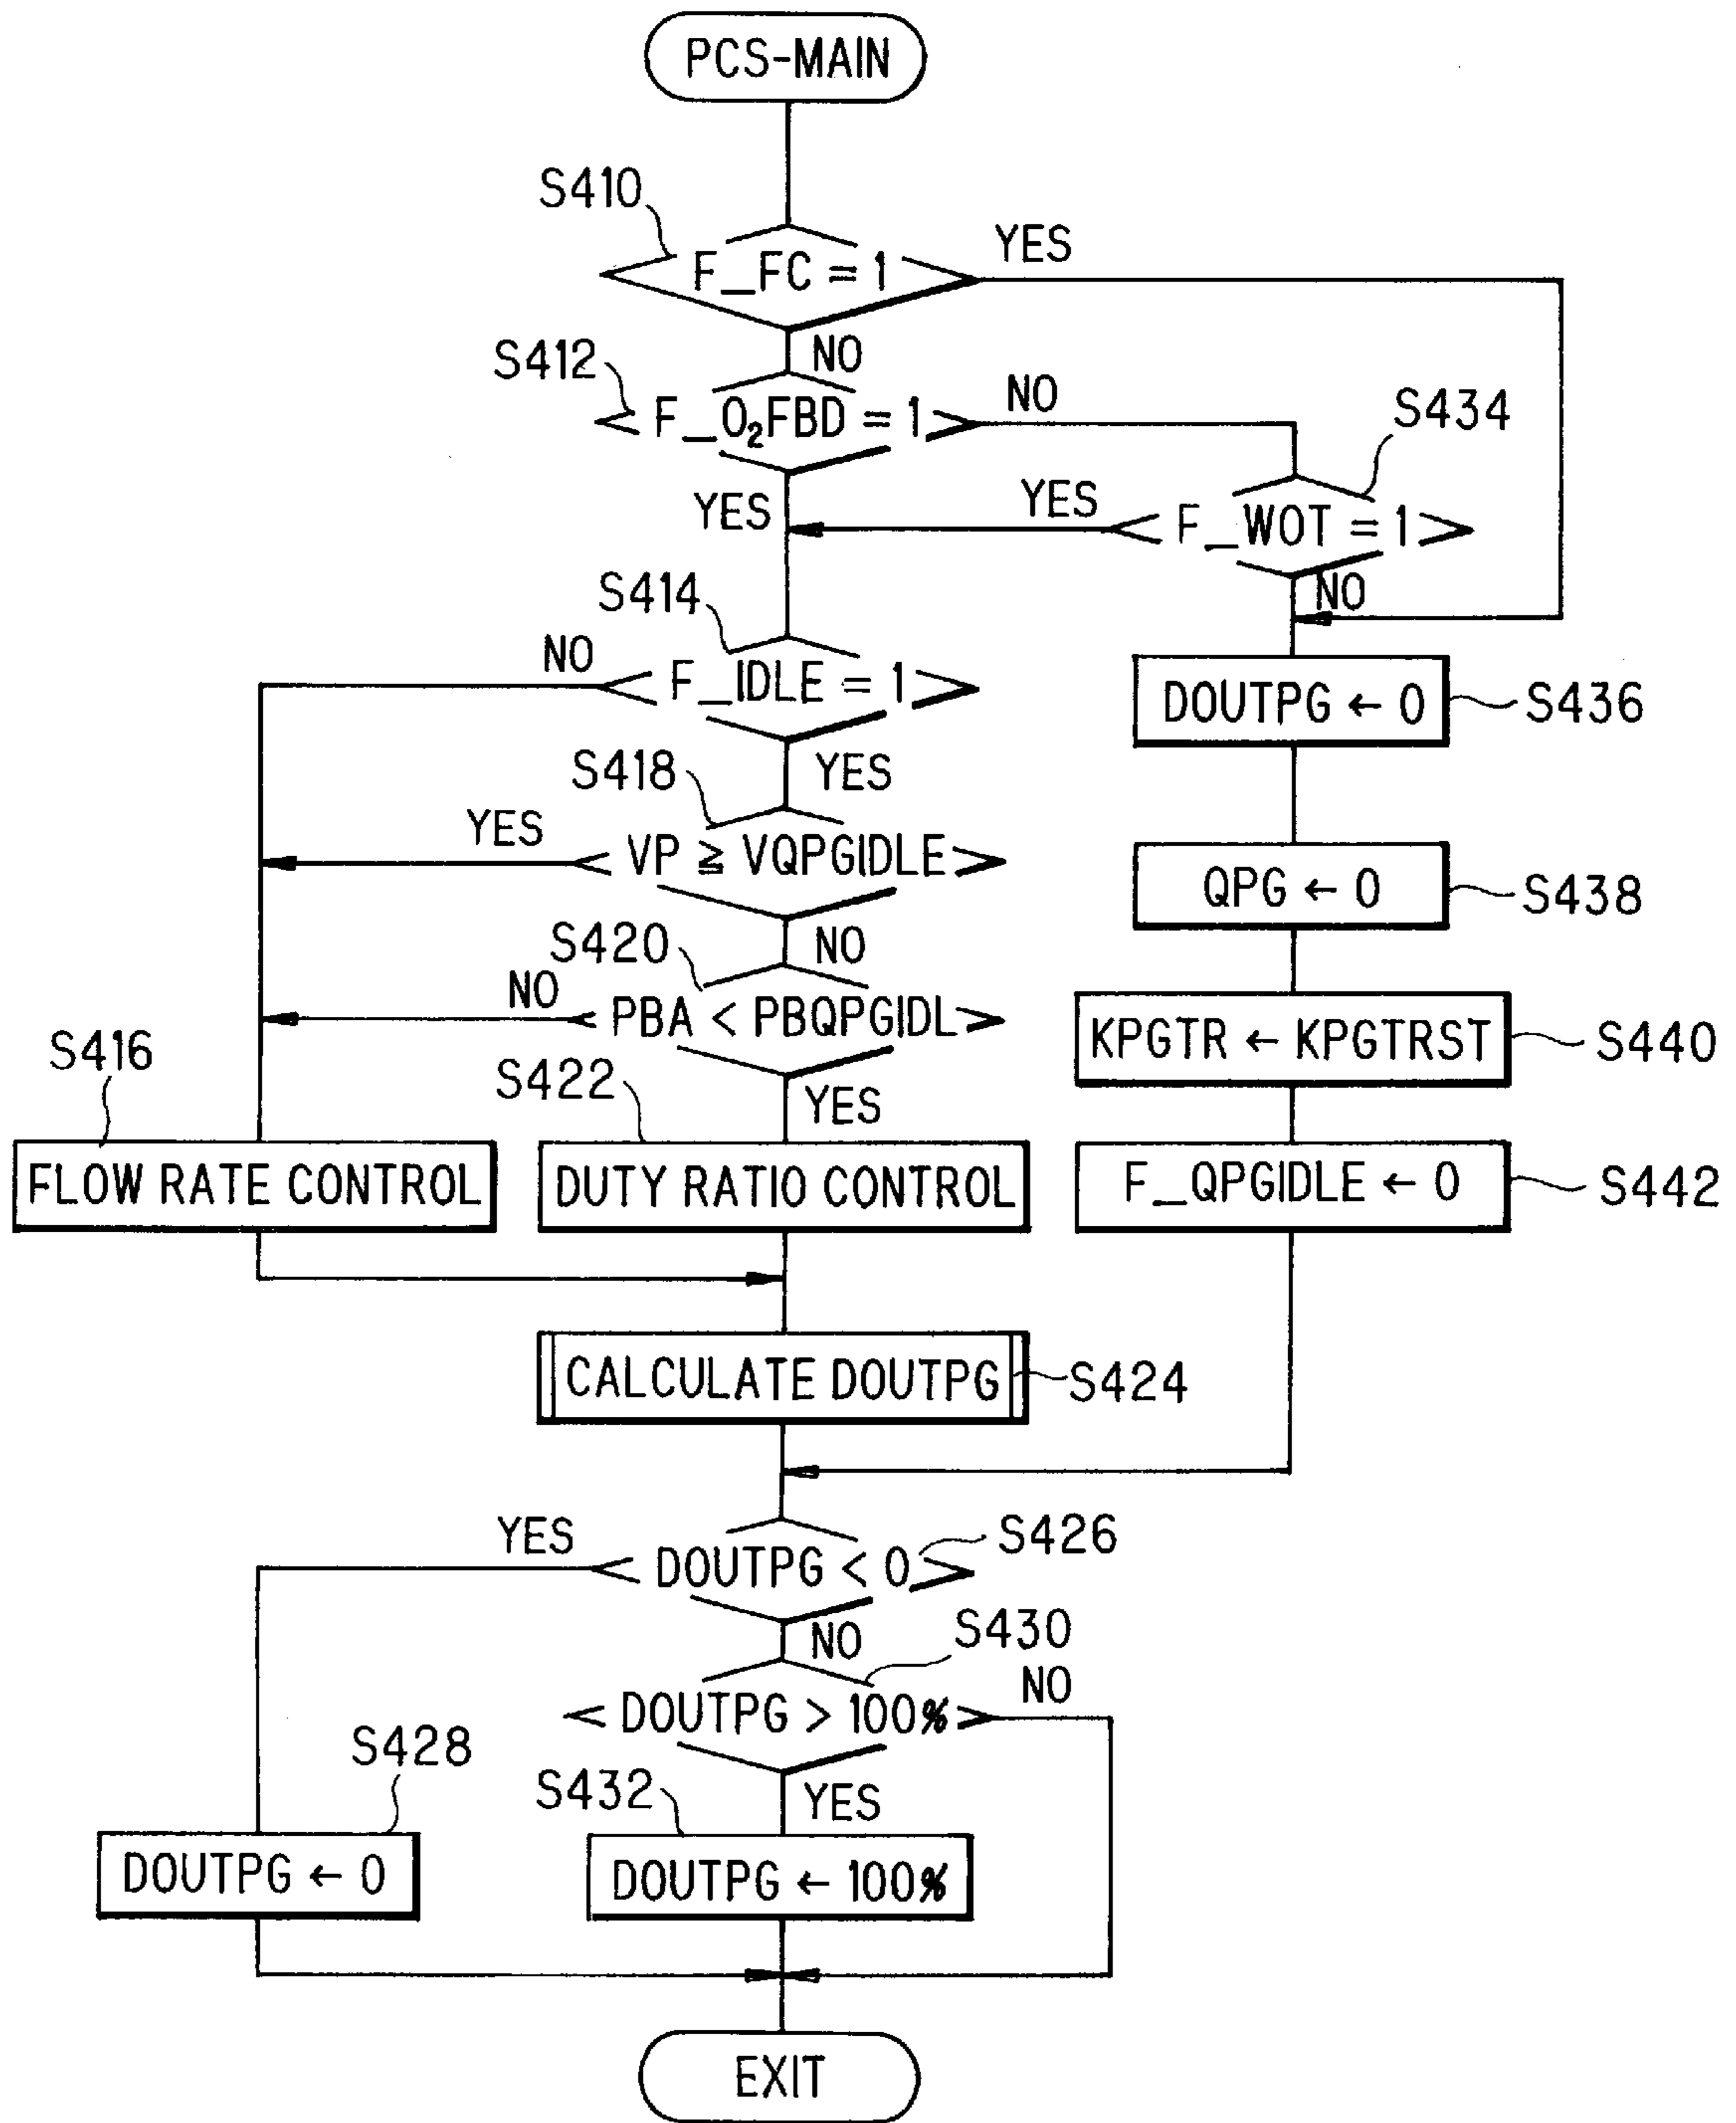 PCS-MAIN
S410
F_FC = 1
YES
NO
S412
F_O₂FBD = 1
NO
S434
YES
YES
F_WOT = 1
NO
S414
NO
F_IDLE = 1
DOUTPG ← 0
S436
S418
YES
YES
VP ≧ VQPGIDLE
QPG ← 0
S438
S420
NO
NO
PBA < PBQPGIDL
KPGTR ← KPGTRST
S440
S416
S422
YES
FLOW RATE CONTROL
DUTY RATIO CONTROL
F_QPGIDLE ← 0
S442
CALCULATE DOUTPG
S424
YES
DOUTPG < 0
S426
NO
S430
DOUTPG > 100%
NO
S428
S432
YES
DOUTPG ← 0
DOUTPG ← 100%
EXIT